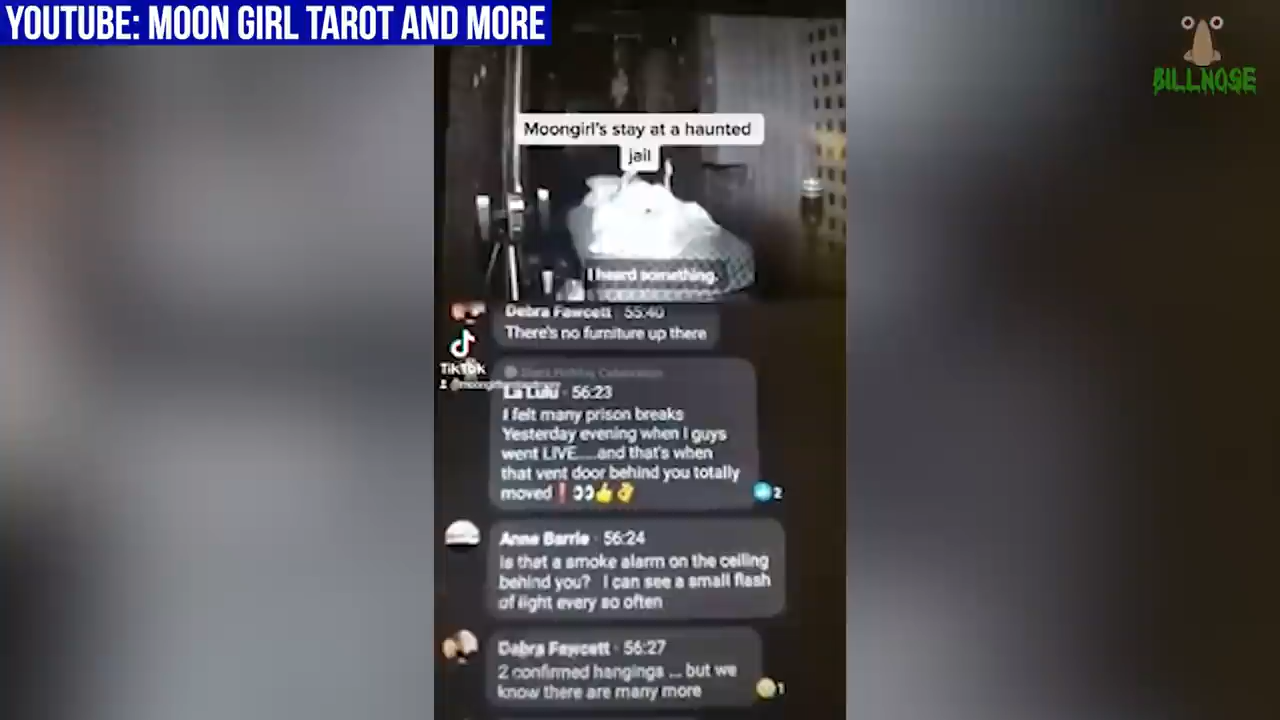 YOUTUBE: MOON GIRL TAROT AND MORE
BILLNOSE
Moongirl's stay at a haunted
jail
I heard something.
Debra Fawcett · 55:40
There's no furniture up there
TikTok
La Lulu · 56:23
I felt many prison breaks
Yesterday evening when I guys
went LIVE.....and that's when
that vent door behind you totally
moved❗👀👍👌
2
Anne Barrie · 56:24
Is that a smoke alarm on the ceiling
behind you? I can see a small flash
of light every so often
Debra Fawcett · 56:27
2 confirmed hangings ... but we
know there are many more
1